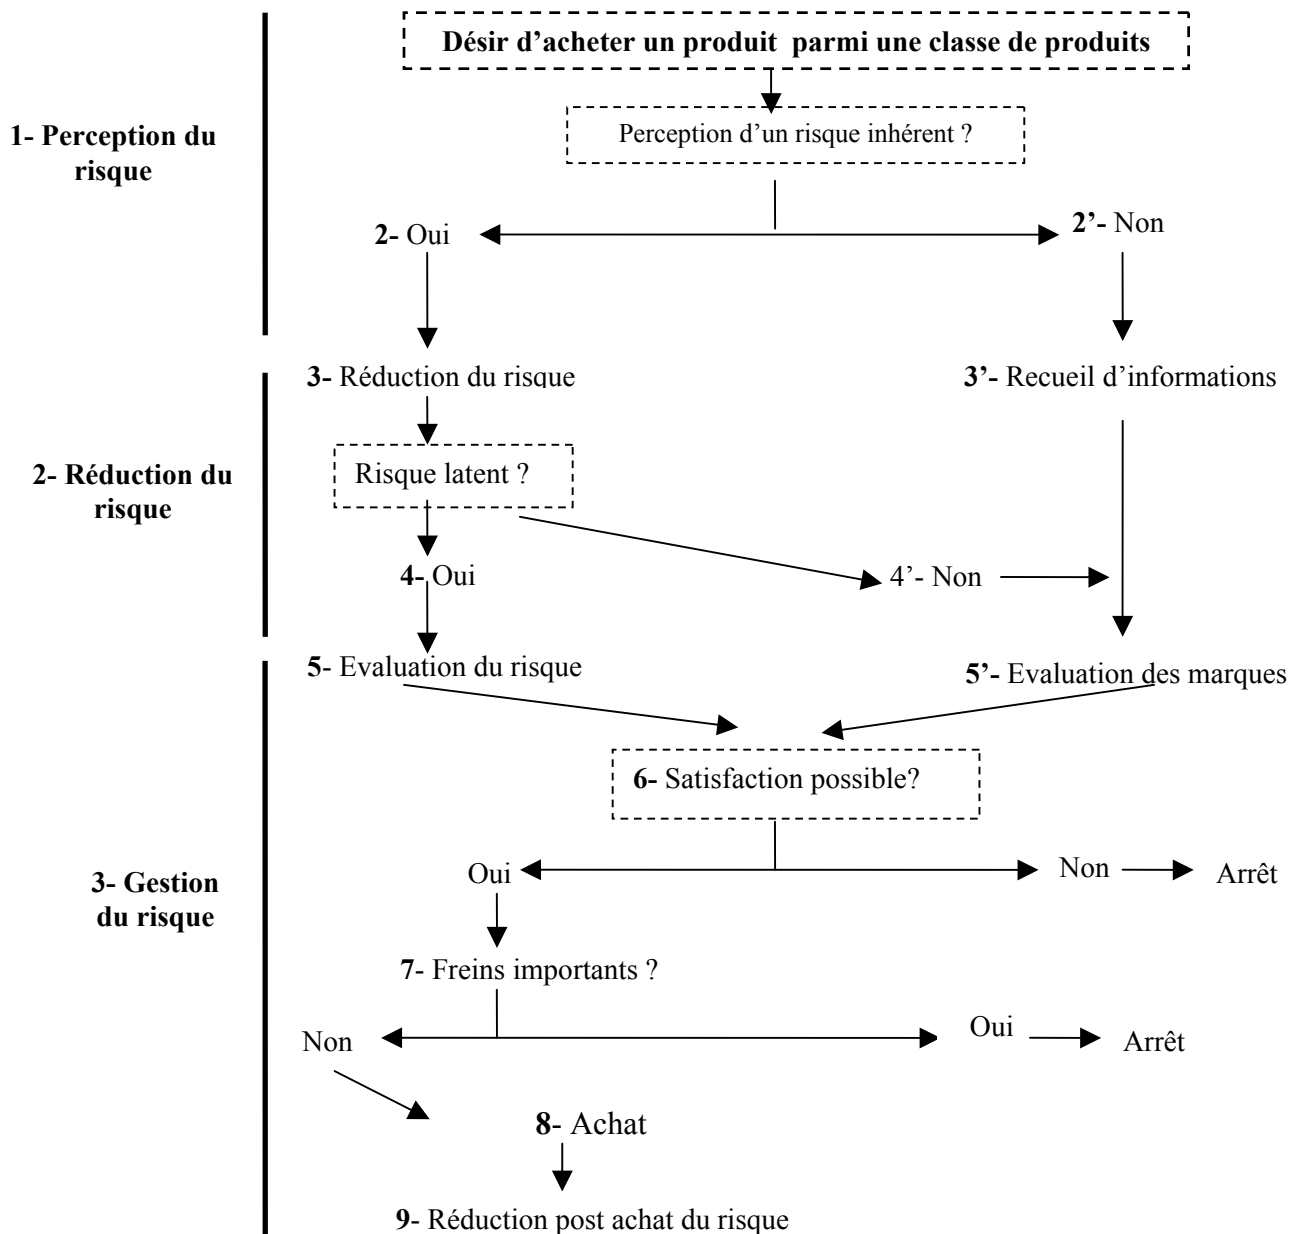 Désir d’acheter un produit  parmi une classe de produits
1- Perception du
risque
Perception d’un risque inhérent ?
2- Oui
2’- Non
3- Réduction du risque
3’- Recueil d’informations
2- Réduction du
risque
Risque latent ?
4- Oui
4’- Non
5- Evaluation du risque
5’- Evaluation des marques
6- Satisfaction possible?
3- Gestion
du risque
Oui
Non
Arrêt
7- Freins importants ?
Non
Oui
Arrêt
8- Achat
9- Réduction post achat du risque